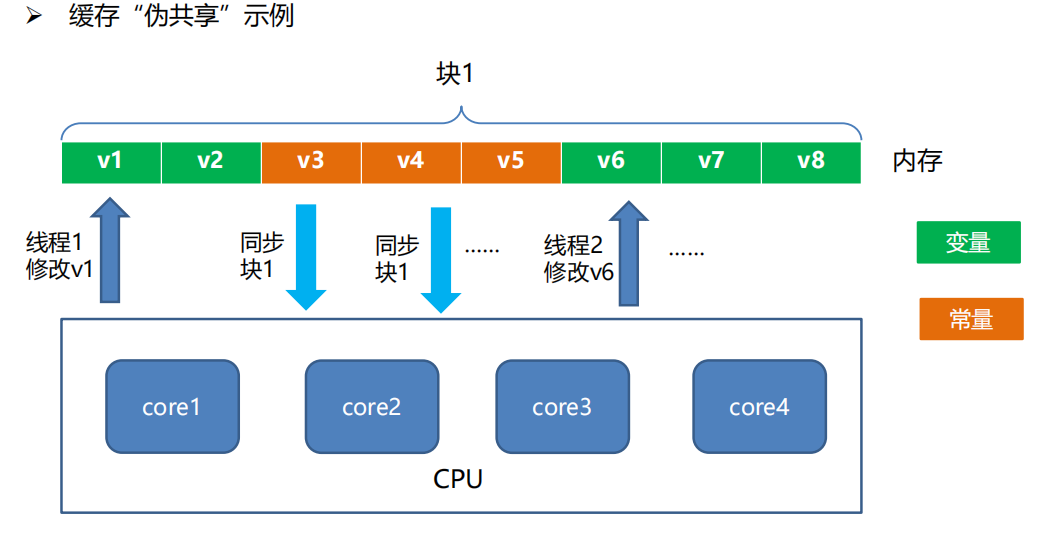 ➢ 缓存“伪共享”示例
块1
v1 v2 v3 v4 v5 v6 v7 v8
内存
线程1
修改v1
同步
块1
同步
块1
……
线程2
修改v6
……
变量
常量
core1 core2 core3 core4
CPU